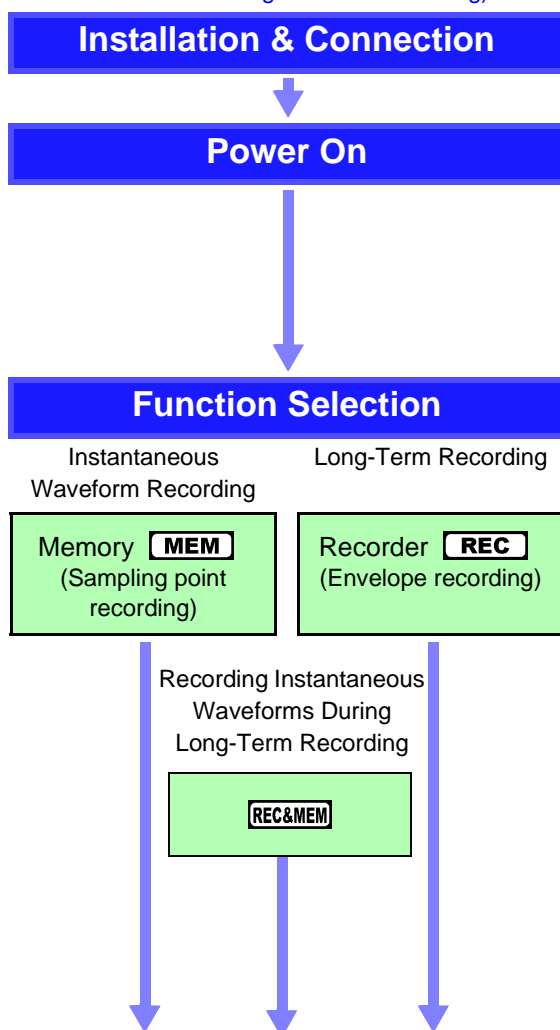 Installation & Connection
Power On
Function Selection
Instantaneous
Waveform Recording
Long-Term Recording
Memory MEM
(Sampling point
recording)
Recorder REC
(Envelope recording)
Recording Instantaneous
Waveforms During
Long-Term Recording
REC&MEM